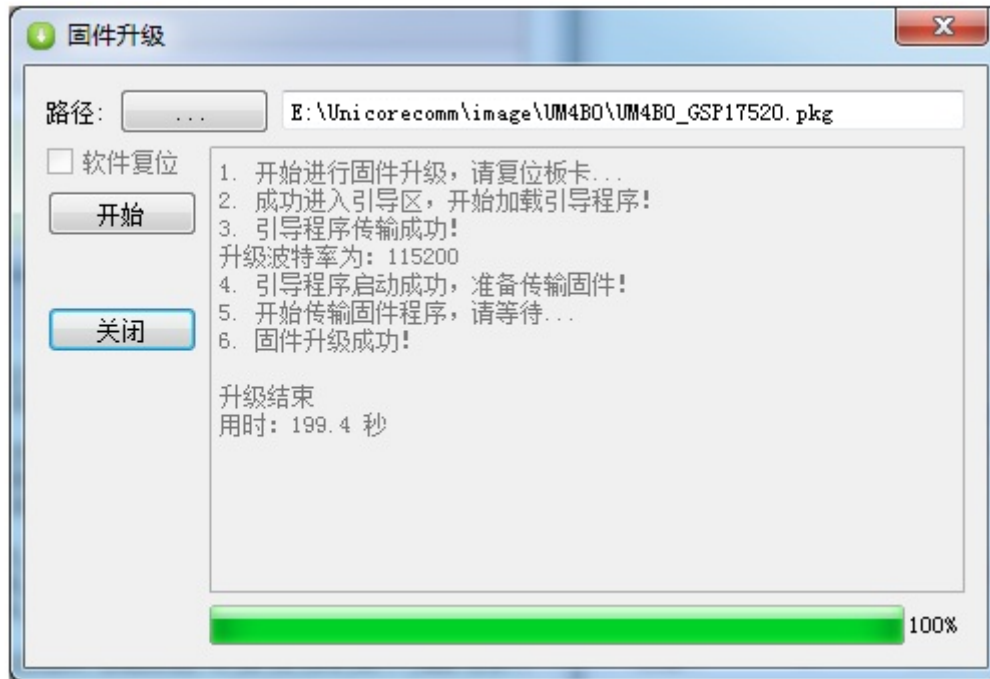 固件升级
路径: ... E:\Unicorecomm\image\UM4B0\UM4B0_GSP17520.pkg
软件复位
开始
关闭
1. 开始进行固件升级，请复位板卡...
2. 成功进入引导区，开始加载引导程序!
3. 引导程序传输成功!
升级波特率为: 115200
4. 引导程序启动成功，准备传输固件!
5. 开始传输固件程序，请等待...
6. 固件升级成功!
升级结束
用时: 199.4 秒
100%